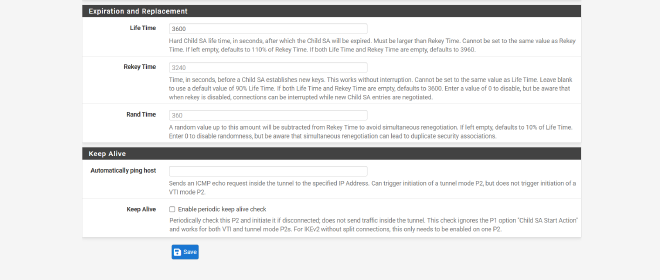 Expiration and Replacement
Life Time
3600
Hard Child SA life time, in seconds, after which the Child SA will be expired. Must be larger than Rekey Time. Cannot be set to the same value as Rekey
Time. If left empty, defaults to 110% of Rekey Time. If both Life Time and Rekey Time are empty, defaults to 3960.
Rekey Time
3240
Time, in seconds, before a Child SA establishes new keys. This works without interruption. Cannot be set to the same value as Life Time. Leave blank
to use a default value of 90% Life Time. If both Life Time and Rekey Time are empty, defaults to 3600. Enter a value of 0 to disable, but be aware that
when rekey is disabled, connections can be interrupted while new Child SA entries are negotiated.
Rand Time
360
A random value up to this amount will be subtracted from Rekey Time to avoid simultaneous renegotiation. If left empty, defaults to 10% of Life Time.
Enter 0 to disable randomness, but be aware that simultaneous renegotiation can lead to duplicate security associations.
Keep Alive
Automatically ping host
Sends an ICMP echo request inside the tunnel to the specified IP Address. Can trigger initiation of a tunnel mode P2, but does not trigger initiation of a
VTI mode P2.
Keep Alive
Enable periodic keep alive check
Periodically check this P2 and initiate it if disconnected; does not send traffic inside the tunnel. This check ignores the P1 option "Child SA Start Action"
and works for both VTI and tunnel mode P2s. For IKEv2 without split connections, this only needs to be enabled on one P2.
Save